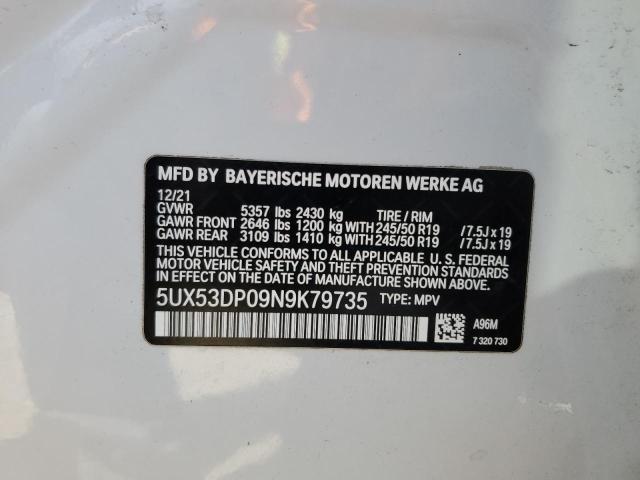 MFD BY BAYERISCHE MOTOREN WERKE AG
12/21
GVWR 5357 lbs 2430 kg TIRE / RIM
GAWR FRONT 2646 lbs 1200 kg WITH 245/50 R19 /7.5J x 19
GAWR REAR 3109 lbs 1410 kg WITH 245/50 R19 /7.5J x 19
THIS VEHICLE CONFORMS TO ALL APPLICABLE U. S. FEDERAL
MOTOR VEHICLE SAFETY AND THEFT PREVENTION STANDARDS
IN EFFECT ON THE DATE OF MANUFACTURE SHOWN ABOVE.
5UX53DP09N9K79735 TYPE: MPV
A96M
7 320 730